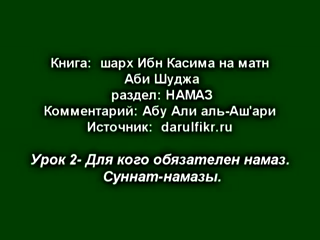 Книга: шарх Ибн Касима на матн
Аби Шуджа
раздел: НАМАЗ
Комментарий: Абу Али аль-Аш'ари
Источник: darulfikr.ru
Урок 2- Для кого обязателен намаз.
Суннат-намазы.